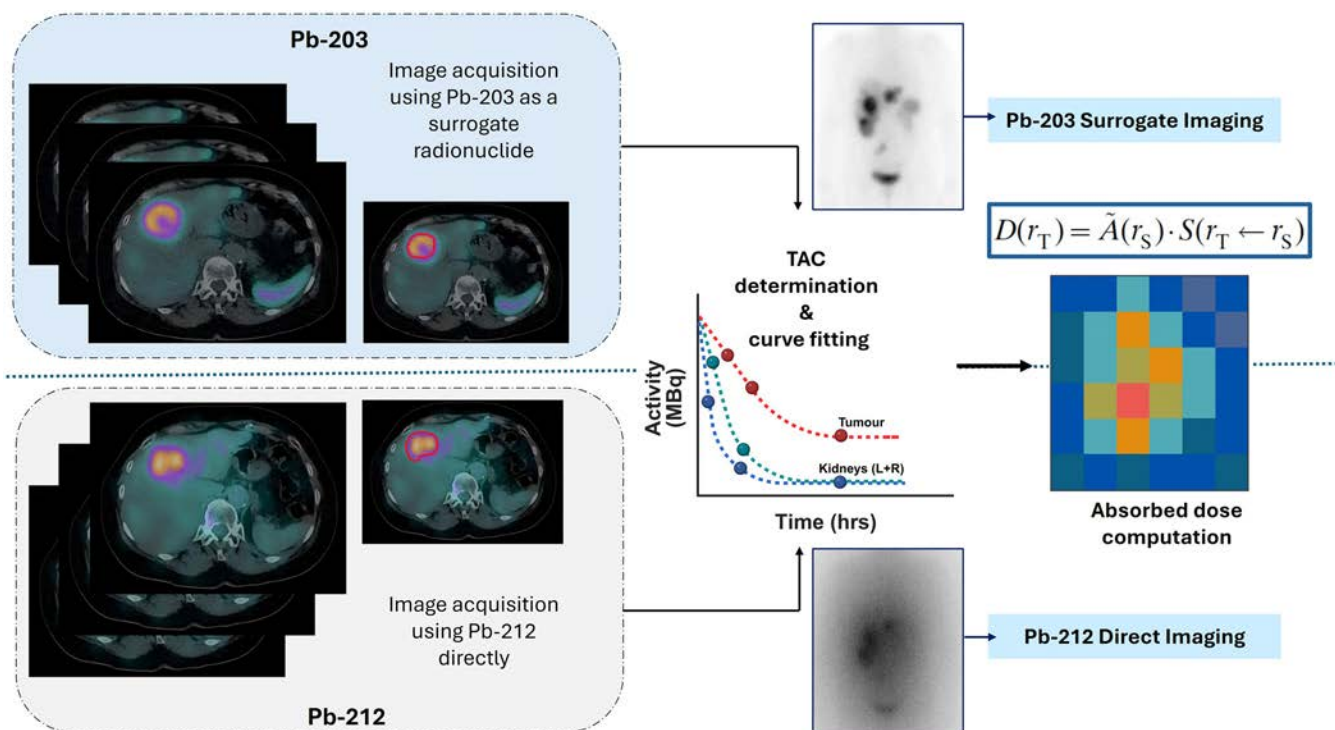 Pb-203
Image acquisition
using Pb-203 as a
surrogate
radionuclide
Pb-203 Surrogate Imaging
D(r_T) = Ã(r_S) · S(r_T ← r_S)
TAC
determination
&
curve fitting
Activity
(MBq)
Tumour
Kidneys (L+R)
Time (hrs)
Absorbed dose
computation
Image acquisition
using Pb-212
directly
Pb-212
Pb-212 Direct Imaging